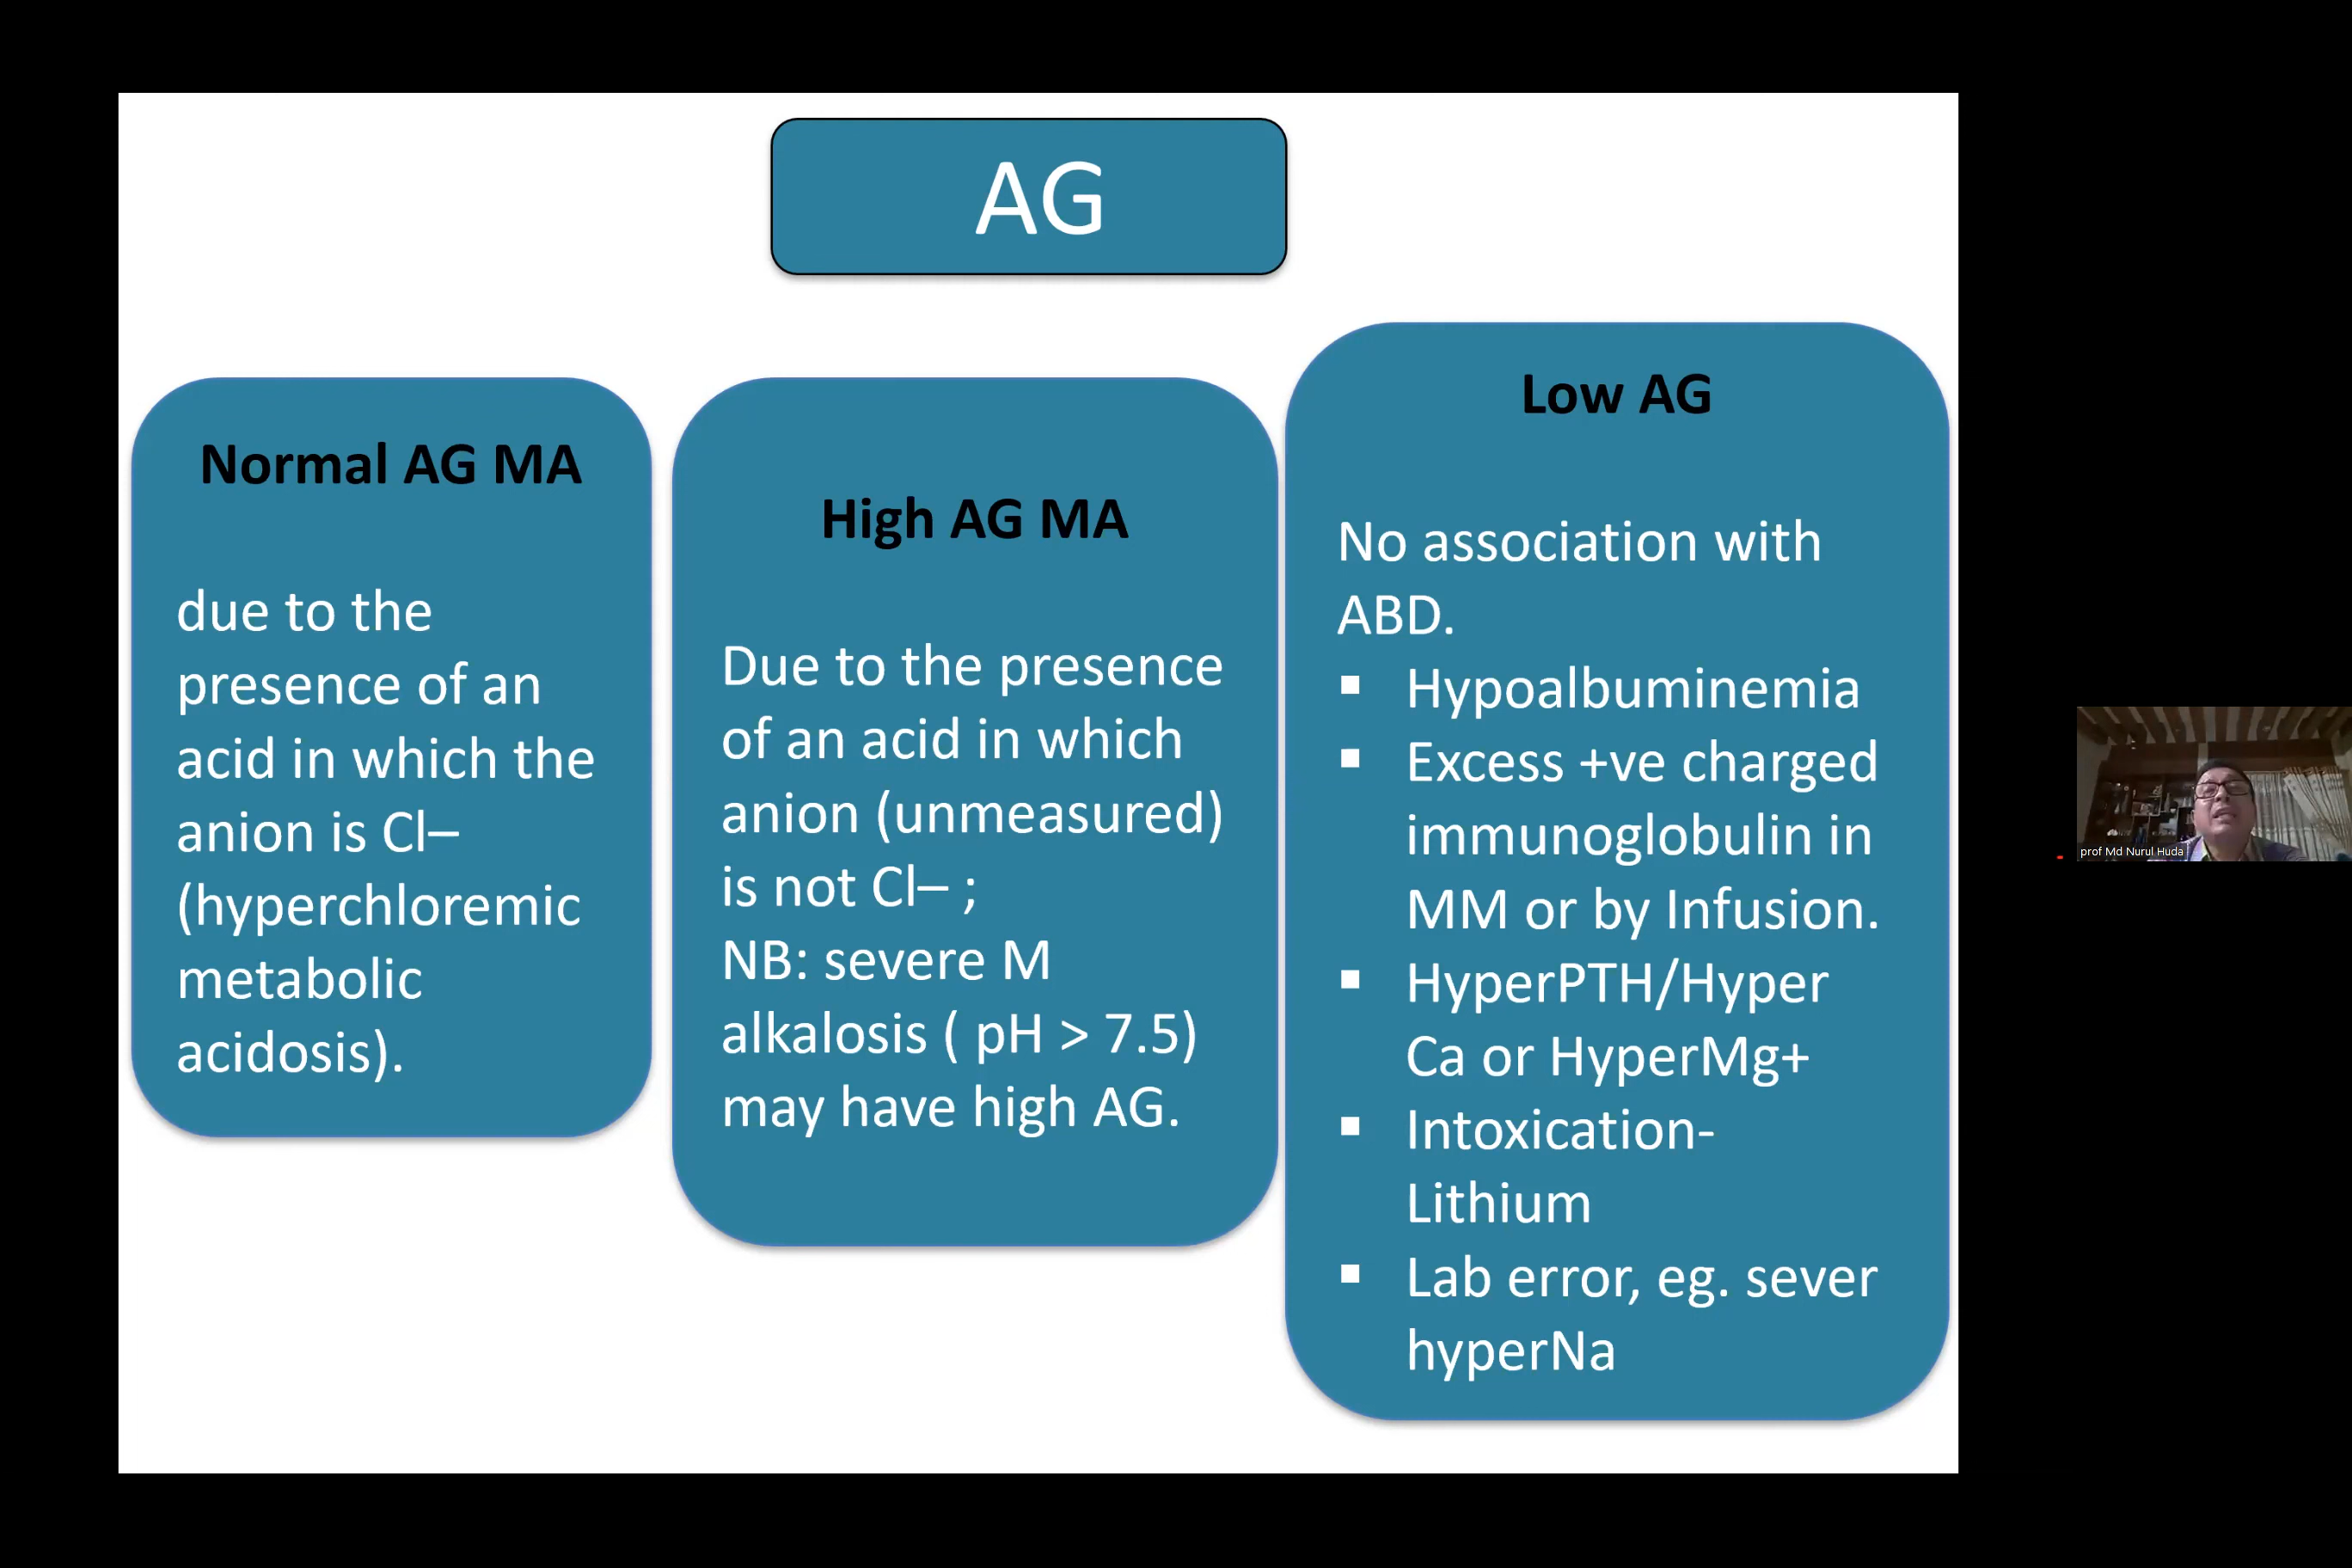 AG
Normal AG MA
due to the
presence of an
acid in which the
anion is Cl–
(hyperchloremic
metabolic
acidosis).
High AG MA
Due to the presence
of an acid in which
anion (unmeasured)
is not Cl– ;
NB: severe M
alkalosis ( pH > 7.5)
may have high AG.
Low AG
No association with
ABD.
▪ Hypoalbuminemia
▪ Excess +ve charged
immunoglobulin in
MM or by Infusion.
▪ HyperPTH/Hyper
Ca or HyperMg+
▪ Intoxication-
Lithium
▪ Lab error, eg. sever
hyperNa
prof Md Nurul Huda